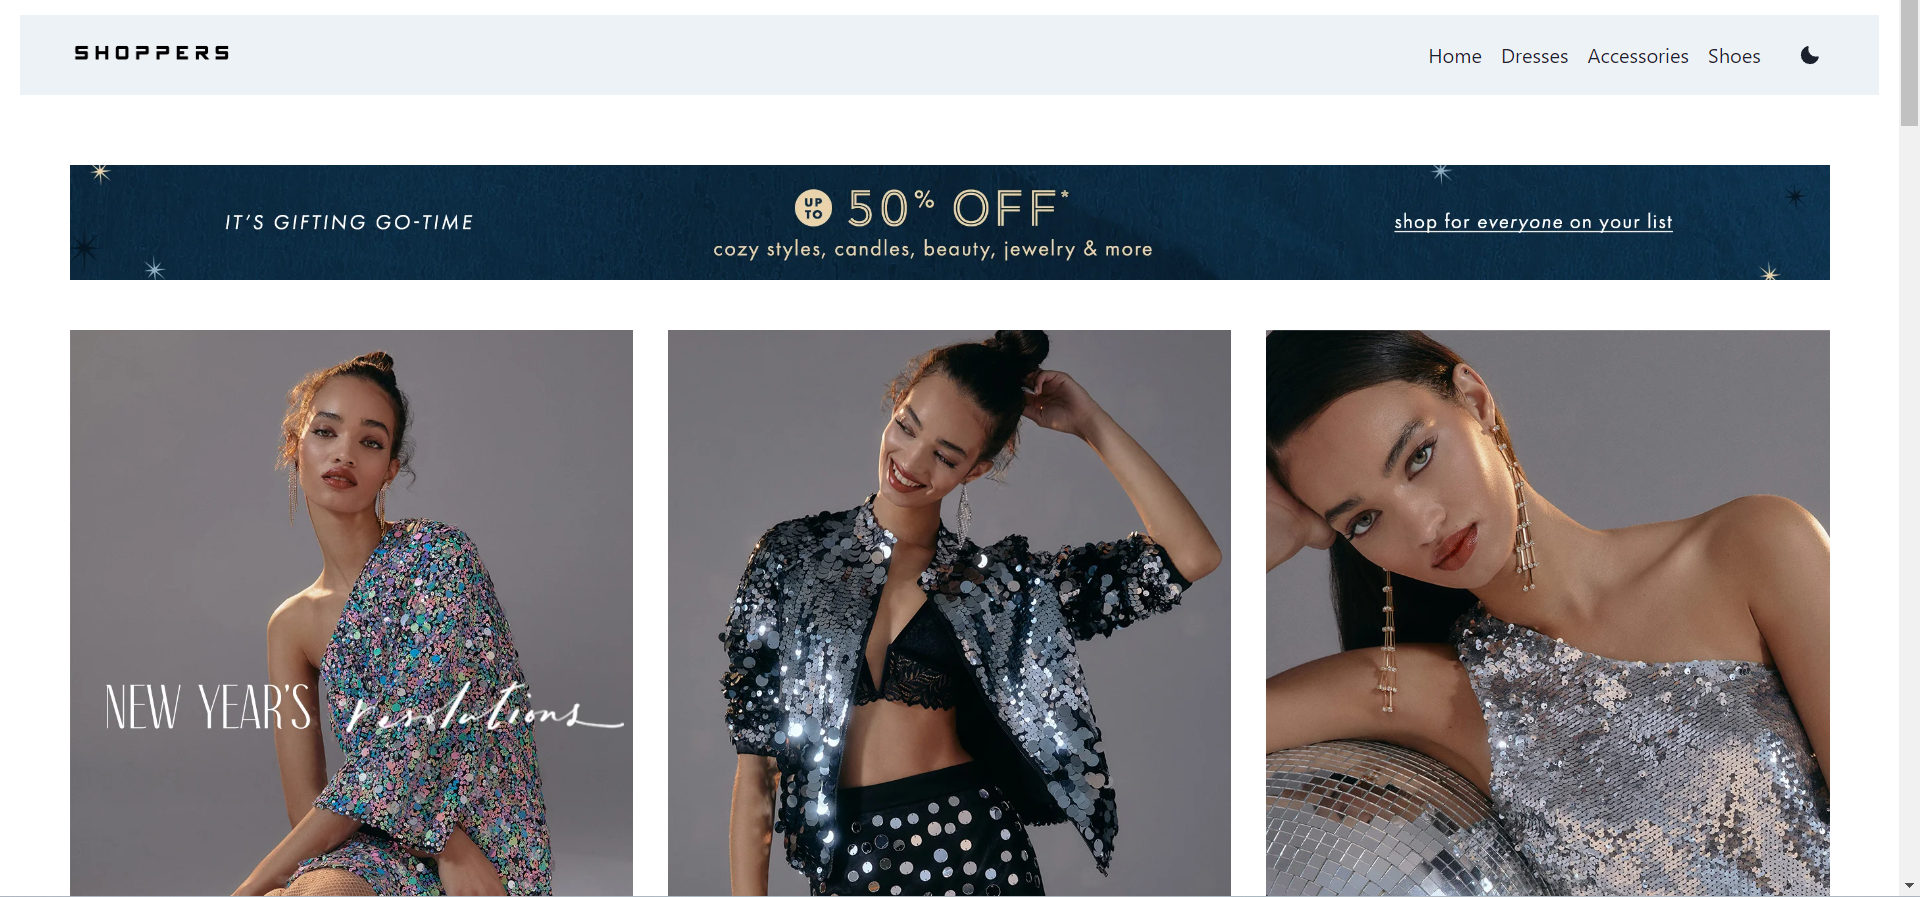 SHOPPERS
Home Dresses Accessories Shoes
IT'S GIFTING GO-TIME
UP TO 50% OFF*
cozy styles, candles, beauty, jewelry & more
shop for everyone on your list
NEW YEAR'S resolutions